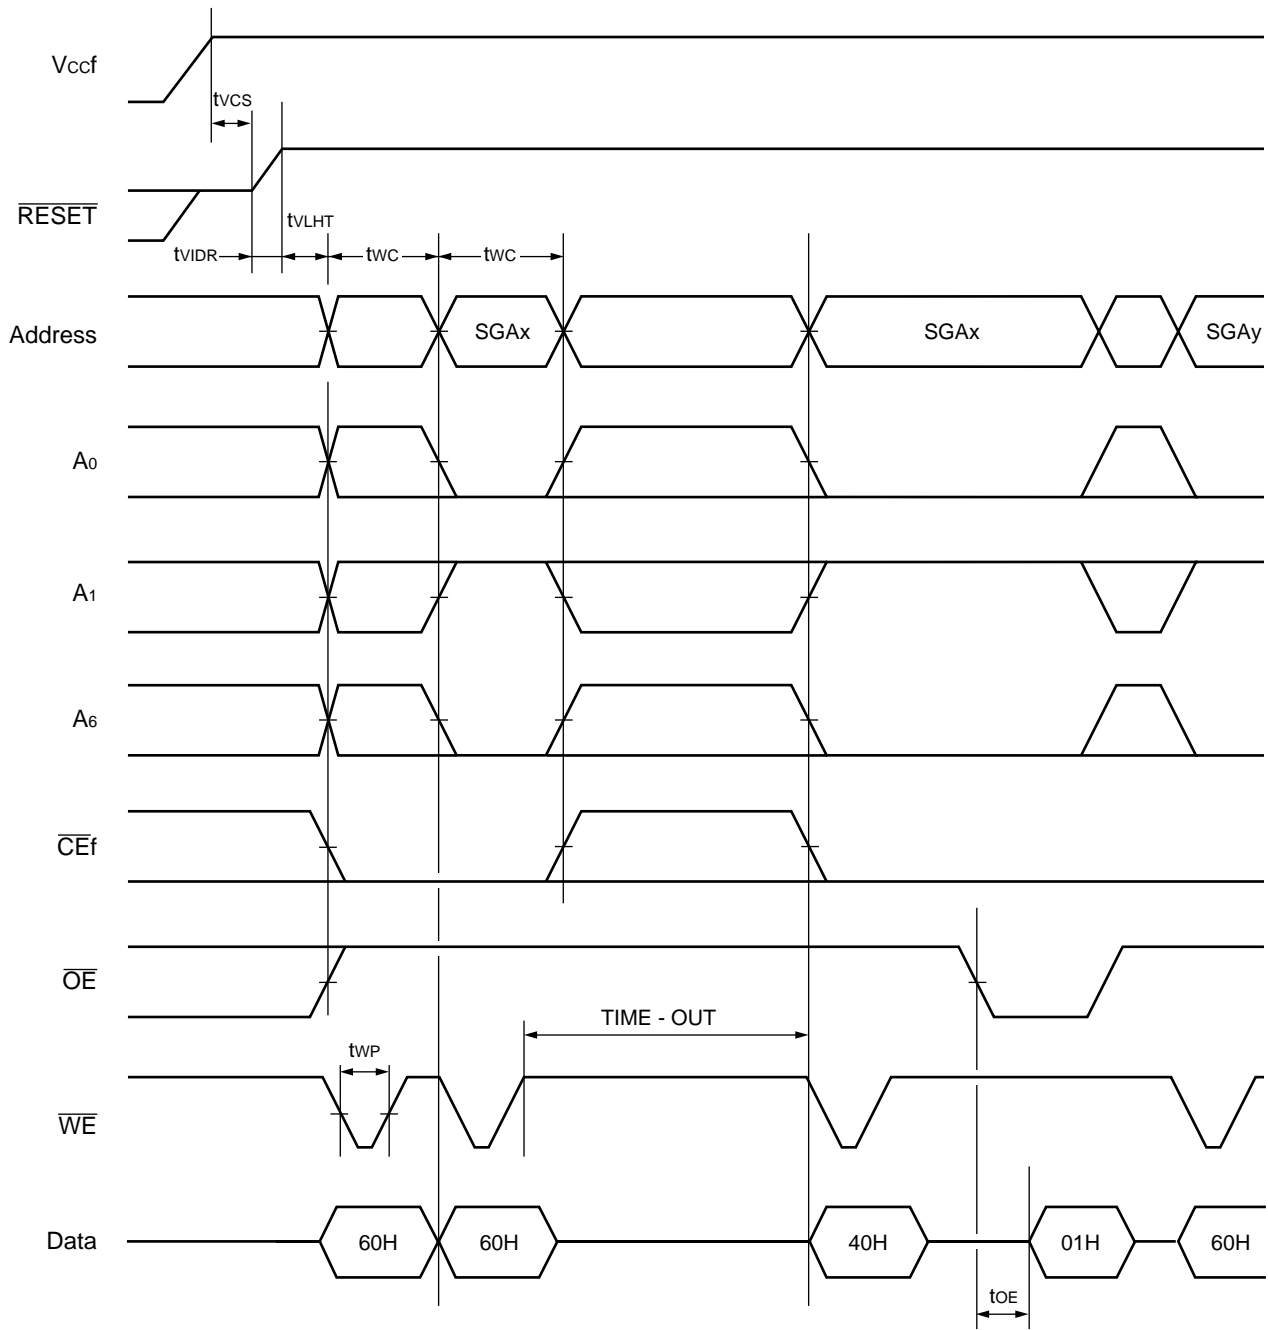 VCCf
tVCS
RESET
tVLHT
tVIDR tWC tWC
Address SGAx SGAx SGAy
A0
A1
A6
CEf
OE
TIME - OUT
tWP
WE
Data 60H 60H 40H 01H 60H
tOE